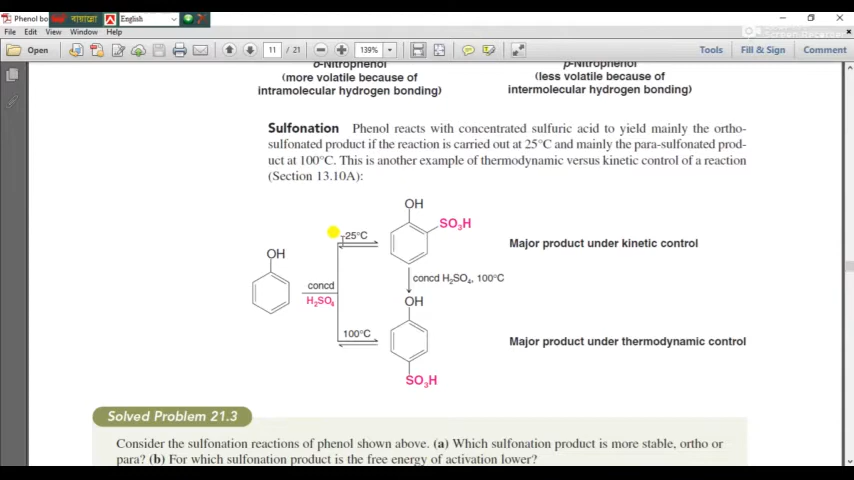 Phenol bo
বায়ান্নো
English
File Edit View Window Help
Open
11 / 21
139%
Tools Fill & Sign Comment
Screen Recorder
o-Nitrophenol p-Nitrophenol
(more volatile because of (less volatile because of
intramolecular hydrogen bonding) intermolecular hydrogen bonding)
Sulfonation Phenol reacts with concentrated sulfuric acid to yield mainly the ortho-
sulfonated product if the reaction is carried out at 25°C and mainly the para-sulfonated prod-
uct at 100°C. This is another example of thermodynamic versus kinetic control of a reaction
(Section 13.10A):
OH
SO3H
25°C
Major product under kinetic control
OH
concd
H2SO4
concd H2SO4, 100°C
OH
100°C
Major product under thermodynamic control
SO3H
Solved Problem 21.3
Consider the sulfonation reactions of phenol shown above. (a) Which sulfonation product is more stable, ortho or
para? (b) For which sulfonation product is the free energy of activation lower?